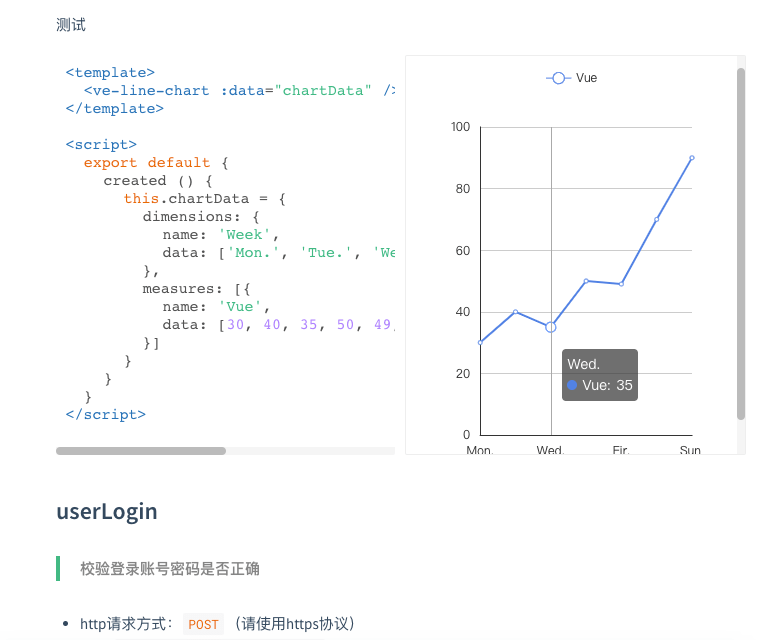 测试
<template>
<ve-line-chart :data="chartData" />
</template>
<script>
export default {
created () {
this.chartData = {
dimensions: {
name: 'Week',
data: ['Mon.', 'Tue.', 'We
},
measures: [{
name: 'Vue',
data: [30, 40, 35, 50, 49,
}]
}
}
}
</script>
Vue
100
80
60
40
20
0
Wed.
Vue: 35
Mon. Wed. Fir. Sun
userLogin
校验登录账号密码是否正确
http请求方式： POST （请使用https协议）